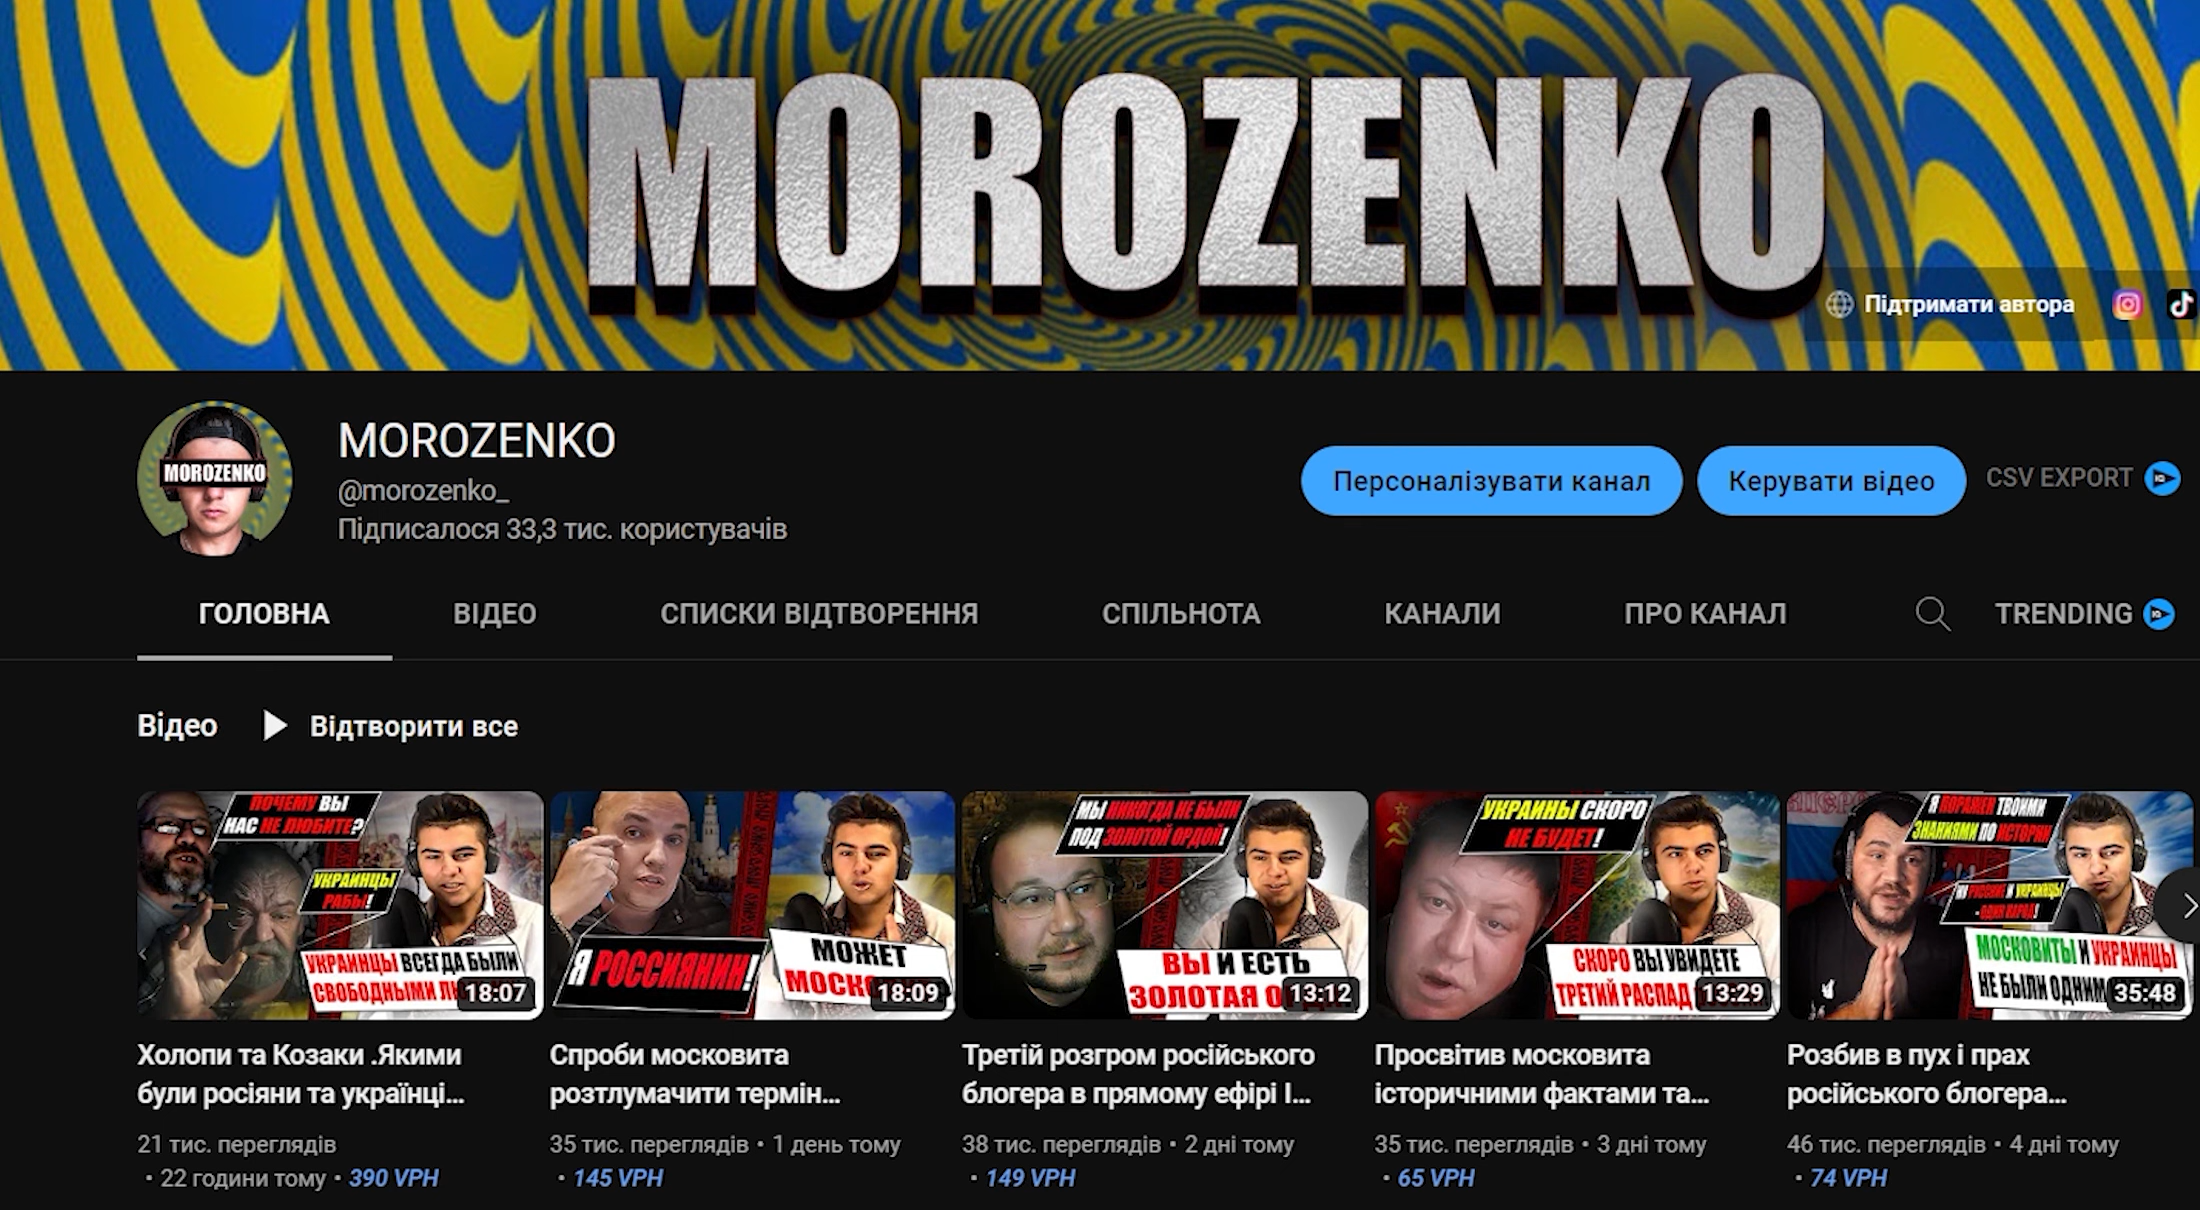 MOROZENKO
Підтримати автора
MOROZENKO
MOROZENKO
@morozenko_
Підписалося 33,3 тис. користувачів
Персоналізувати канал
Керувати відео
CSV EXPORT
ГОЛОВНА
ВІДЕО
СПИСКИ ВІДТВОРЕННЯ
СПІЛЬНОТА
КАНАЛИ
ПРО КАНАЛ
TRENDING
Відео
Відтворити все
ПОЧЕМУ ВЫ
НАС НЕ ЛЮБИТЕ?
УКРАИНЦЫ
РАБЫ!
УКРАИНЦЫ ВСЕГДА БЫЛИ
СВОБОДНЫМИ
18:07
Я РОССИЯНИН!
МОЖЕТ
18:09
МЫ НИКОГДА НЕ БЫЛИ
ПОД ЗОЛОТОЙ ОРДОЙ!
ВЫ И ЕСТЬ
ЗОЛОТАЯ
13:12
УКРАИНЫ СКОРО
НЕ БУДЕТ!
СКОРО ВЫ УВИДЕТЕ
ТРЕТИЙ РАСПАД
13:29
Я ПОРАЖЕН ТВОИМИ
ЗНАНИЯМИ ПО ИСТОРИИ
РУССКИЕ И УКРАИНЦЫ
ОДИН НАРОД!
МОСКОВИТЫ И УКРАИНЦЫ
НЕ БЫЛИ ОДНИМ
35:48
Холопи та Козаки .Якими
були росіяни та українці...
21 тис. переглядів
• 22 години тому • 390 VPH
Спроби московита
розтлумачити термін...
35 тис. переглядів • 1 день тому
• 145 VPH
Третій розгром російського
блогера в прямому ефірі І...
38 тис. переглядів • 2 дні тому
• 149 VPH
Просвітив московита
історичними фактами та...
35 тис. переглядів • 3 дні тому
• 65 VPH
Розбив в пух і прах
російського блогера...
46 тис. переглядів • 4 дні тому
• 74 VPH